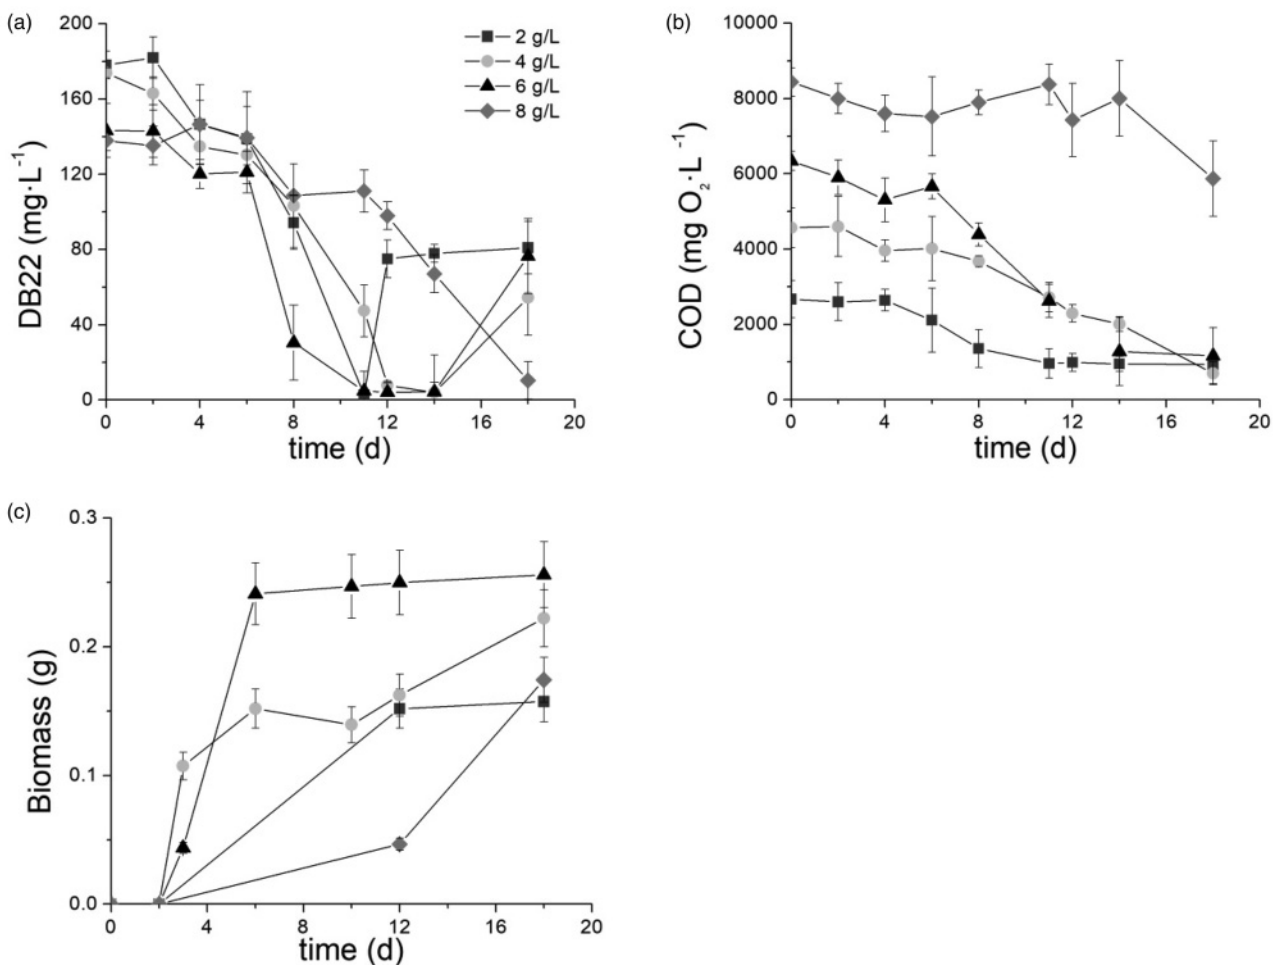 (a)
200
160
120
80
40
0
DB22 (mg·L⁻¹)
2 g/L
4 g/L
6 g/L
8 g/L
0 4 8 12 16 20
time (d)
(b)
10000
8000
6000
4000
2000
0
COD (mg O₂·L⁻¹)
0 4 8 12 16 20
time (d)
(c)
0.3
0.2
0.1
0.0
Biomass (g)
0 4 8 12 16 20
time (d)